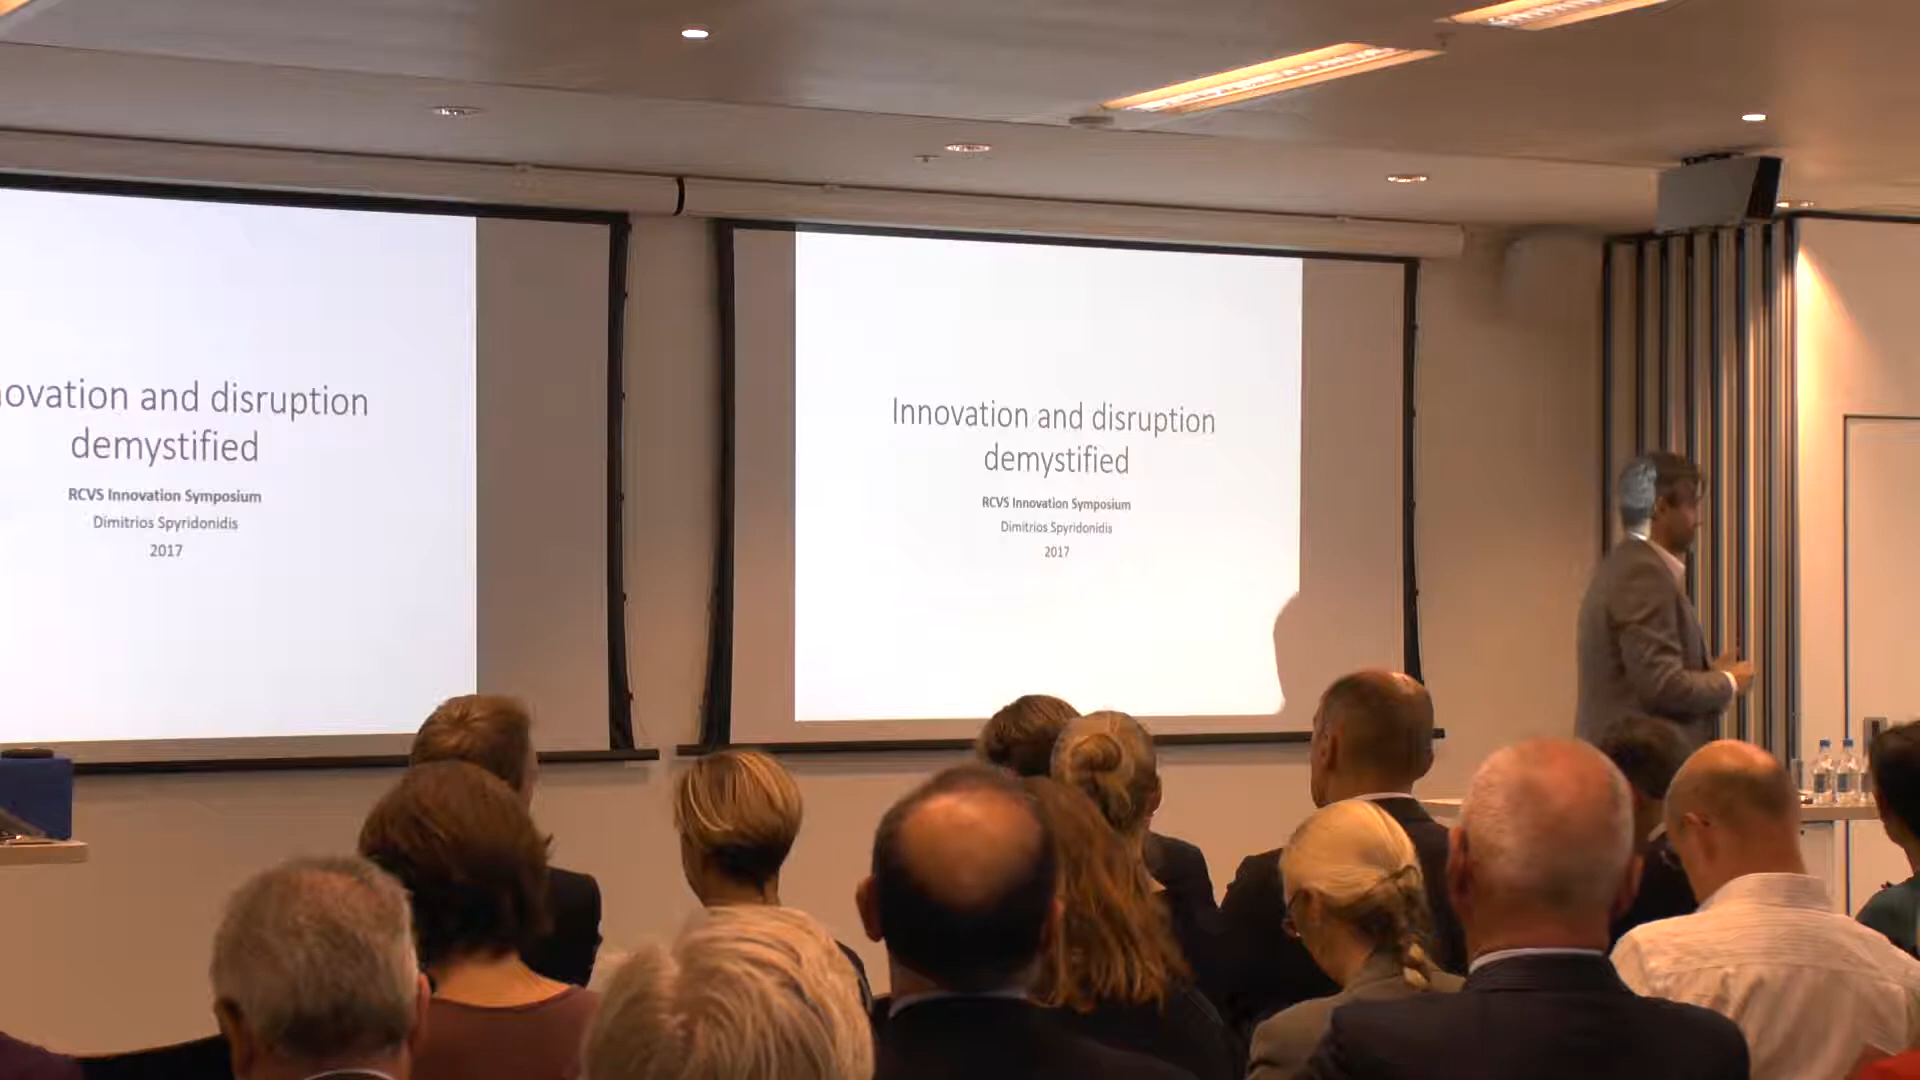 ovation and disruption
demystified
RCVS Innovation Symposium
Dimitrios Spyridonidis
2017
Innovation and disruption
demystified
RCVS Innovation Symposium
Dimitrios Spyridonidis
2017